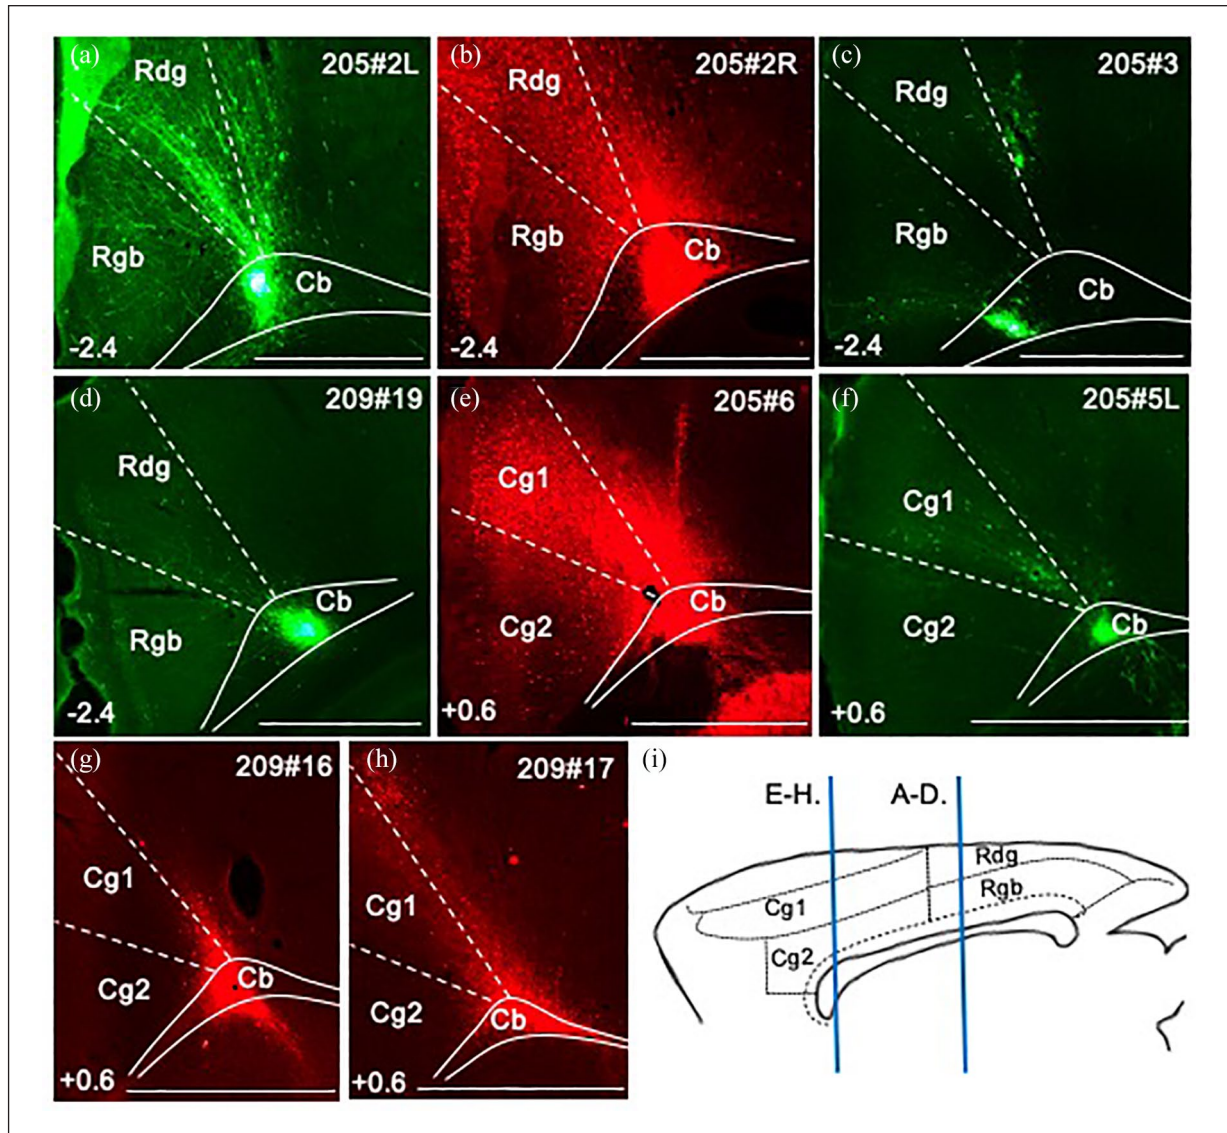 (a)
205#2L
Rdg
Rgb
Cb
-2.4
(b)
205#2R
Rdg
Rgb
Cb
-2.4
(c)
205#3
Rdg
Rgb
Cb
-2.4
(d)
209#19
Rdg
Cb
Rgb
-2.4
(e)
205#6
Cg1
Cb
Cg2
+0.6
(f)
205#5L
Cg1
Cb
Cg2
+0.6
(g)
209#16
Cg1
Cb
Cg2
+0.6
(h)
209#17
Cg1
Cg2
Cb
+0.6
(i)
E-H. A-D.
Rdg
Rgb
Cg1
Cg2